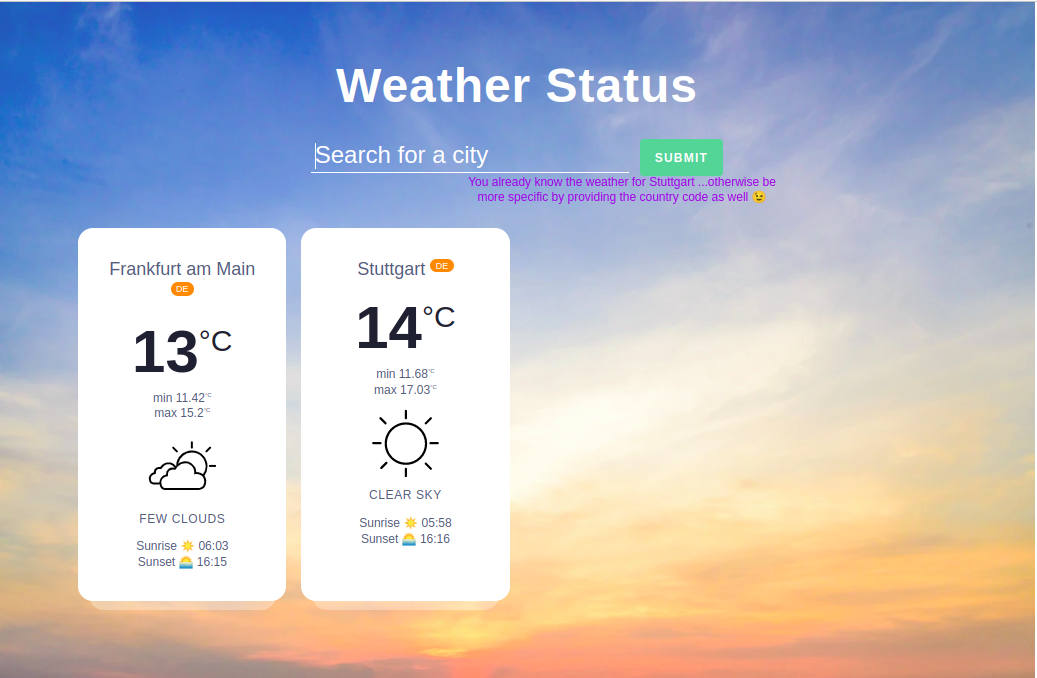 Weather Status
Search for a city
SUBMIT
You already know the weather for Stuttgart ...otherwise be
more specific by providing the country code as well 😉
Frankfurt am Main
DE
13°C
min 11.42°C
max 15.2°C
FEW CLOUDS
Sunrise ☀️ 06:03
Sunset 🌅 16:15
Stuttgart DE
14°C
min 11.68°C
max 17.03°C
CLEAR SKY
Sunrise ☀️ 05:58
Sunset 🌅 16:16